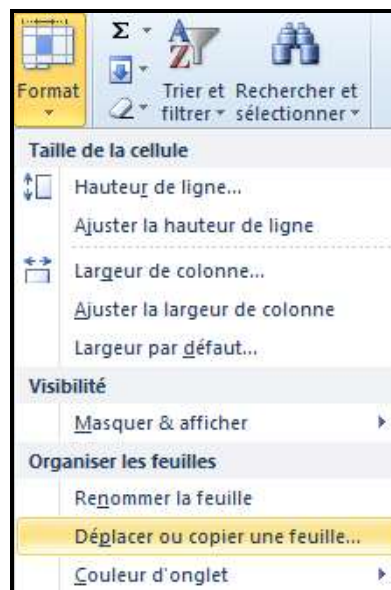 Format
Σ
A
Z
Trier et
filtrer
Rechercher et
sélectionner
Taille de la cellule
Hauteur de ligne...
Ajuster la hauteur de ligne
Largeur de colonne...
Ajuster la largeur de colonne
Largeur par défaut...
Visibilité
Masquer & afficher
Organiser les feuilles
Renommer la feuille
Déplacer ou copier une feuille...
Couleur d'onglet